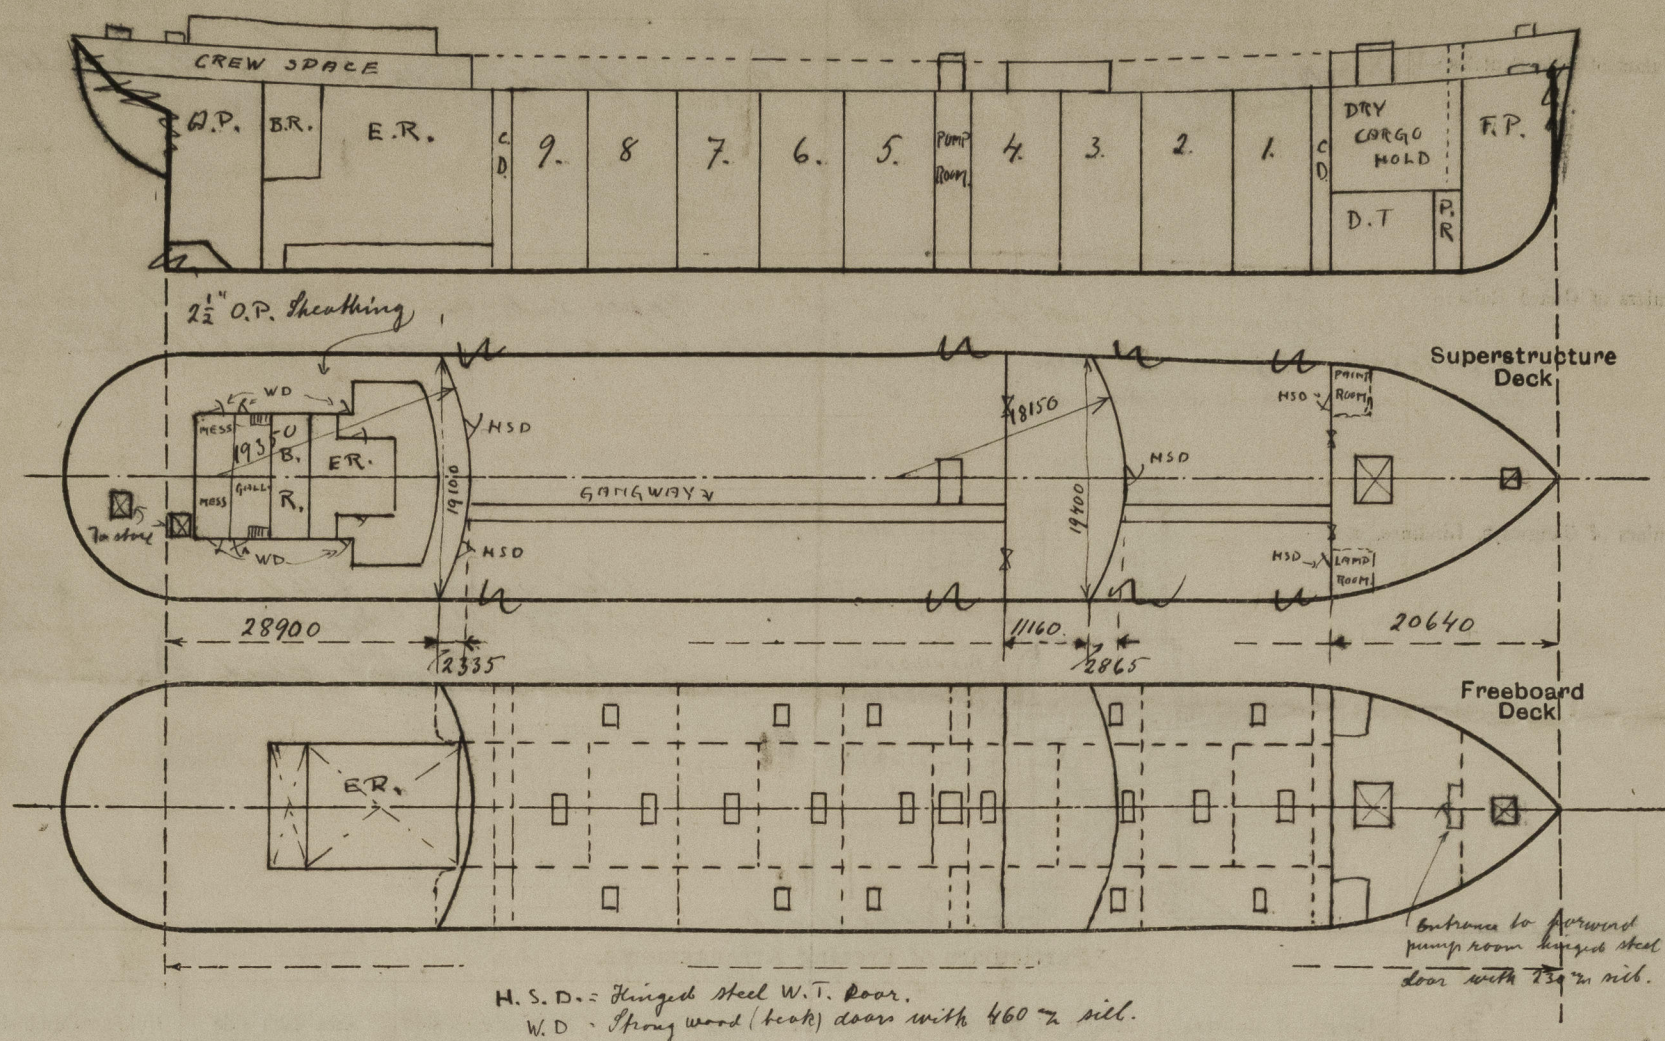 CREW SPACE
A.P.
B.R.
E.R.
C.D.
9.
8
7.
6.
5.
PUMP ROOM.
4.
3.
2.
1.
C D.
DRY
CARGO
HOLD
D.T
P.R
F.P.
2½" O.P. Sheathing
Superstructure
Deck
WD
MESS
B.
R.
E.R.
MESS
WD
HSD
19100
HSD
GANGWAY
18150
19400
HSD
HSD
PAINT
ROOM
HSD
LAMP
ROOM
28900
2335
11160
2865
20640
Freeboard
Deck
E.R.
Entrance to forward
pump room hinged steel
door with 230 m sill.
H.S.D. = Hinged steel W.T. Door.
W.D - Strong wood (teak) doors with 460 m sill.